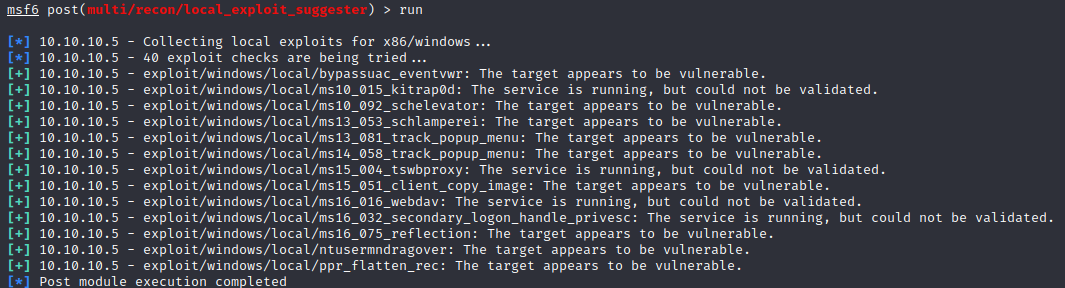 msf6 post(multi/recon/local_exploit_suggester) > run
[*] 10.10.10.5 - Collecting local exploits for x86/windows...
[*] 10.10.10.5 - 40 exploit checks are being tried...
[+] 10.10.10.5 - exploit/windows/local/bypassuac_eventvwr: The target appears to be vulnerable.
[+] 10.10.10.5 - exploit/windows/local/ms10_015_kitrap0d: The service is running, but could not be validated.
[+] 10.10.10.5 - exploit/windows/local/ms10_092_schelevator: The target appears to be vulnerable.
[+] 10.10.10.5 - exploit/windows/local/ms13_053_schlamperei: The target appears to be vulnerable.
[+] 10.10.10.5 - exploit/windows/local/ms13_081_track_popup_menu: The target appears to be vulnerable.
[+] 10.10.10.5 - exploit/windows/local/ms14_058_track_popup_menu: The target appears to be vulnerable.
[+] 10.10.10.5 - exploit/windows/local/ms15_004_tswbproxy: The service is running, but could not be validated.
[+] 10.10.10.5 - exploit/windows/local/ms15_051_client_copy_image: The target appears to be vulnerable.
[+] 10.10.10.5 - exploit/windows/local/ms16_016_webdav: The service is running, but could not be validated.
[+] 10.10.10.5 - exploit/windows/local/ms16_032_secondary_logon_handle_privesc: The service is running, but could not be validated.
[+] 10.10.10.5 - exploit/windows/local/ms16_075_reflection: The target appears to be vulnerable.
[+] 10.10.10.5 - exploit/windows/local/ntusermndragover: The target appears to be vulnerable.
[+] 10.10.10.5 - exploit/windows/local/ppr_flatten_rec: The target appears to be vulnerable.
[*] Post module execution completed